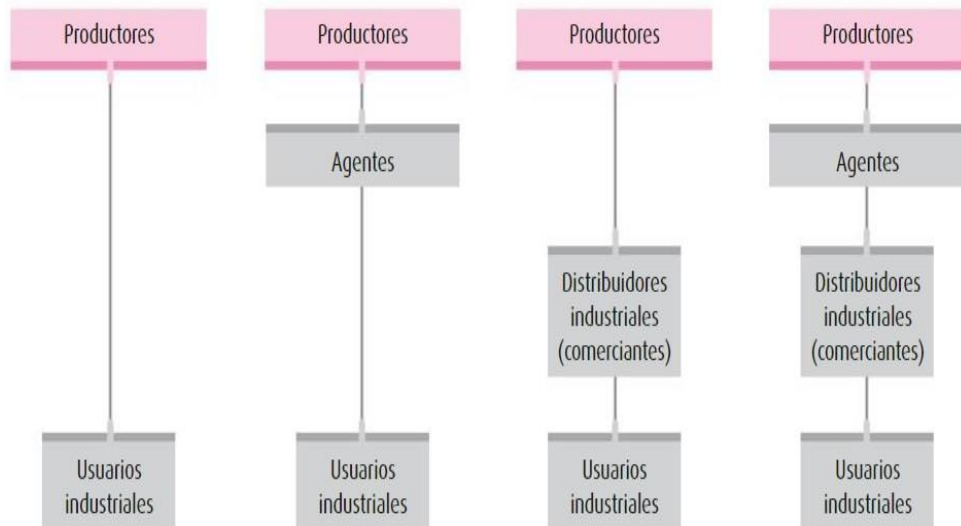 Productores
Productores
Productores
Productores
Agentes
Agentes
Distribuidores
industriales
(comerciantes)
Distribuidores
industriales
(comerciantes)
Usuarios
industriales
Usuarios
industriales
Usuarios
industriales
Usuarios
industriales